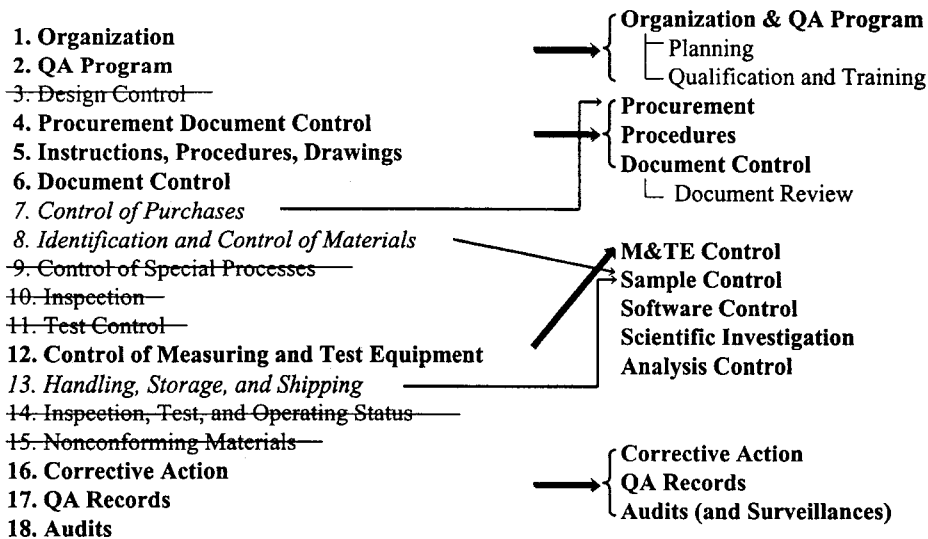 1. Organization
2. QA Program
3. Design Control
4. Procurement Document Control
5. Instructions, Procedures, Drawings
6. Document Control
7. Control of Purchases
8. Identification and Control of Materials
9. Control of Special Processes
10. Inspection
11. Test Control
12. Control of Measuring and Test Equipment
13. Handling, Storage, and Shipping
14. Inspection, Test, and Operating Status
15. Nonconforming Materials
16. Corrective Action
17. QA Records
18. Audits
Organization & QA Program
Planning
Qualification and Training
Procurement
Procedures
Document Control
Document Review
M&TE Control
Sample Control
Software Control
Scientific Investigation
Analysis Control
Corrective Action
QA Records
Audits (and Surveillances)